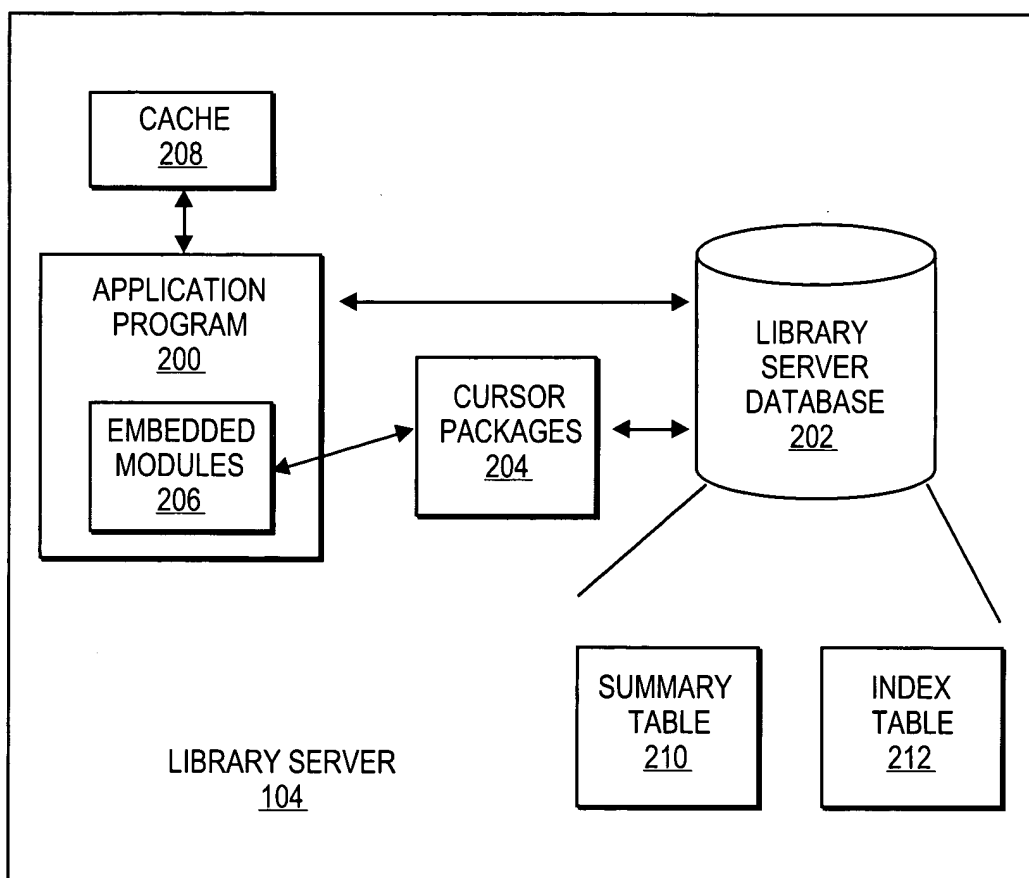 CACHE
208
APPLICATION
PROGRAM
200
EMBEDDED
MODULES
206
CURSOR
PACKAGES
204
LIBRARY
SERVER
DATABASE
202
SUMMARY
TABLE
210
INDEX
TABLE
212
LIBRARY SERVER
104